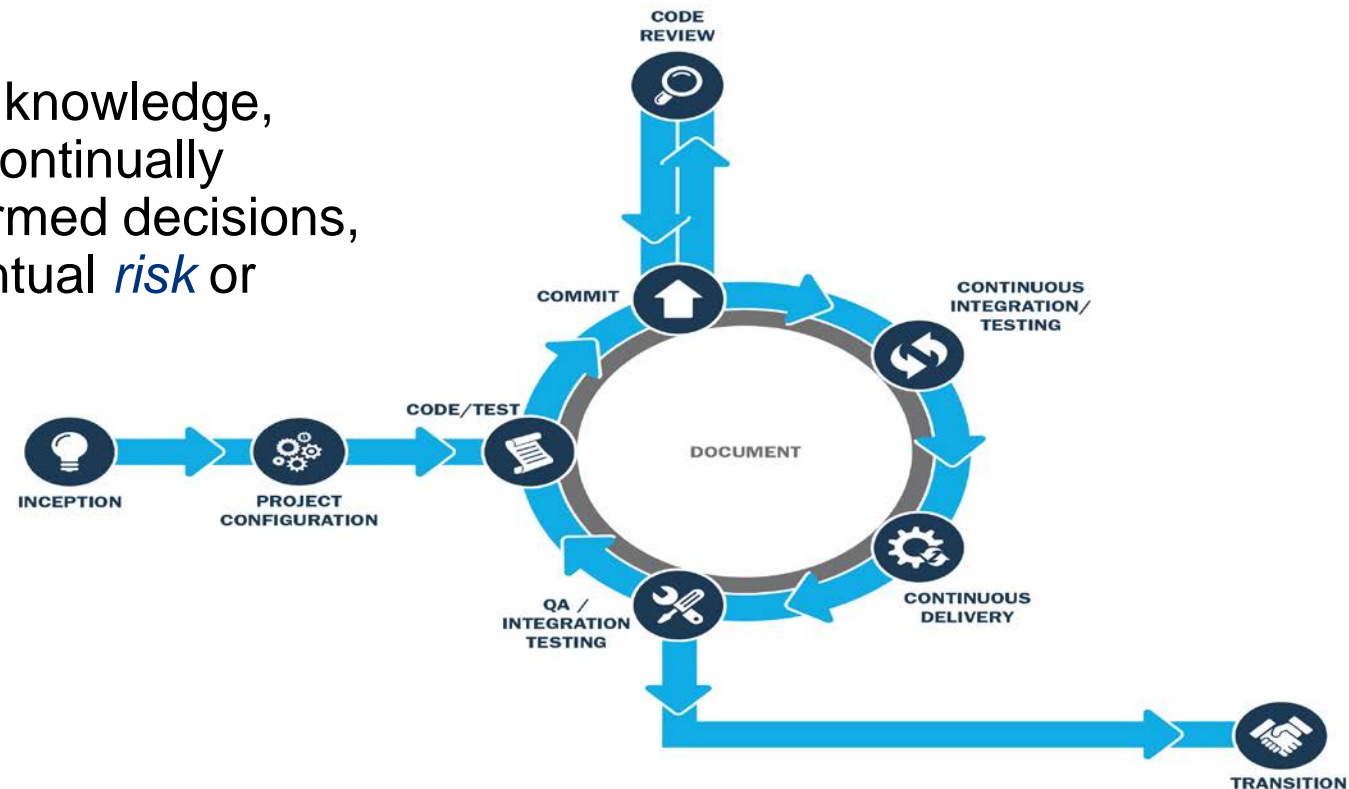 knowledge,
ontinually
rmed decisions,
ntual risk or
CODE
REVIEW
COMMIT
CONTINUOUS
INTEGRATION/
TESTING
CODE/TEST
DOCUMENT
INCEPTION
PROJECT
CONFIGURATION
QA /
INTEGRATION
TESTING
CONTINUOUS
DELIVERY
TRANSITION